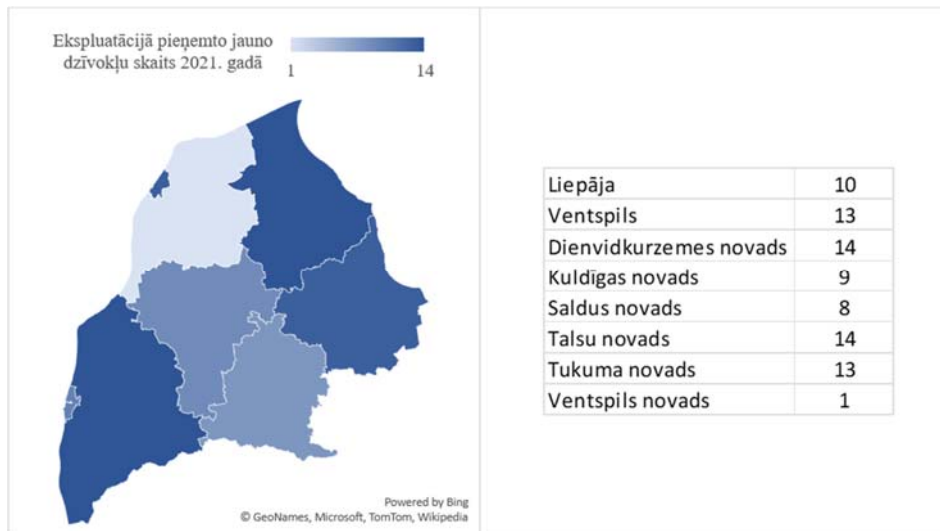 Ekspluatācijā pieņemto jauno
dzīvokļu skaits 2021. gadā
1 14
Powered by Bing
© GeoNames, Microsoft, TomTom, Wikipedia
Liepāja 10
Ventspils 13
Dienvidkurzemes novads 14
Kuldīgas novads 9
Saldus novads 8
Talsu novads 14
Tukuma novads 13
Ventspils novads 1